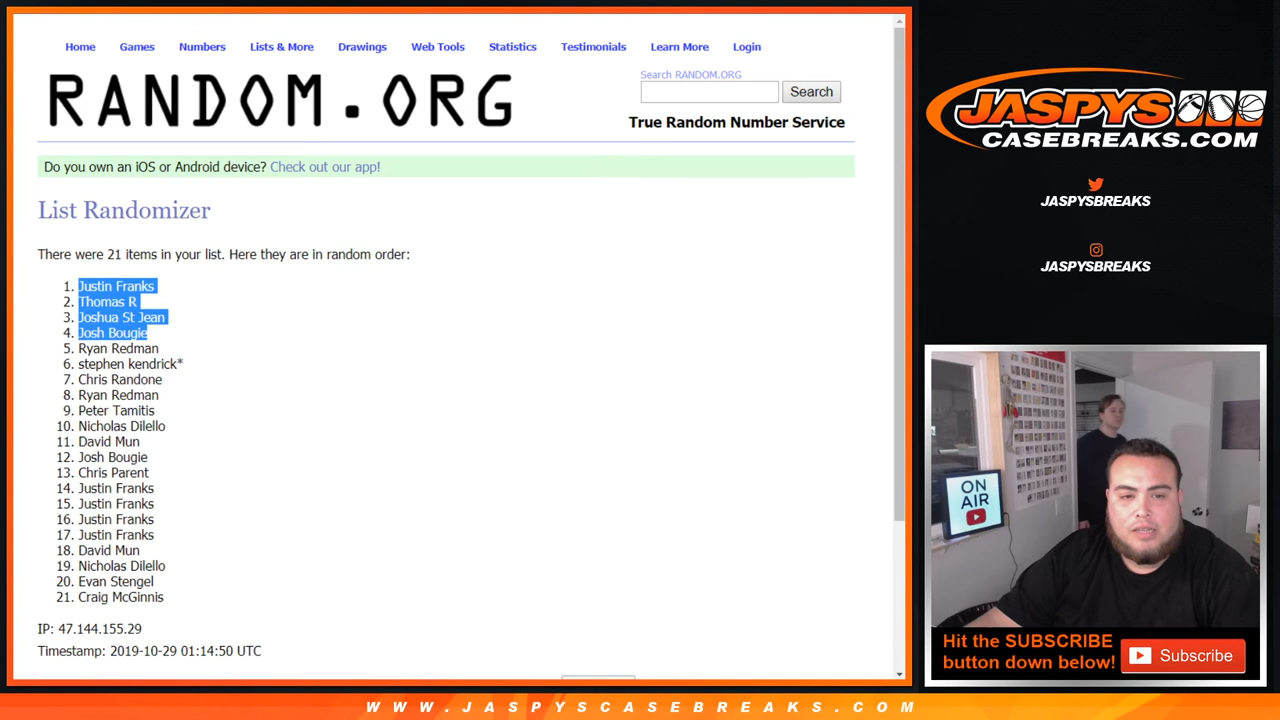 Home Games Numbers Lists & More Drawings Web Tools Statistics Testimonials Learn More Login
RANDOM.ORG
Search RANDOM.ORG
Search
True Random Number Service
Do you own an iOS or Android device? Check out our app!
List Randomizer
There were 21 items in your list. Here they are in random order:
1. Justin Franks
2. Thomas R
3. Joshua St Jean
4. Josh Bougie
5. Ryan Redman
6. stephen kendrick*
7. Chris Randone
8. Ryan Redman
9. Peter Tamitis
10. Nicholas Dilello
11. David Mun
12. Josh Bougie
13. Chris Parent
14. Justin Franks
15. Justin Franks
16. Justin Franks
17. Justin Franks
18. David Mun
19. Nicholas Dilello
20. Evan Stengel
21. Craig McGinnis
IP: 47.144.155.29
Timestamp: 2019-10-29 01:14:50 UTC
JASPYS
CASEBREAKS.COM
JASPYSBREAKS
JASPYSBREAKS
ON
AIR
Hit the SUBSCRIBE
button down below!
Subscribe
WWW.JASPYSCASEBREAKS.COM